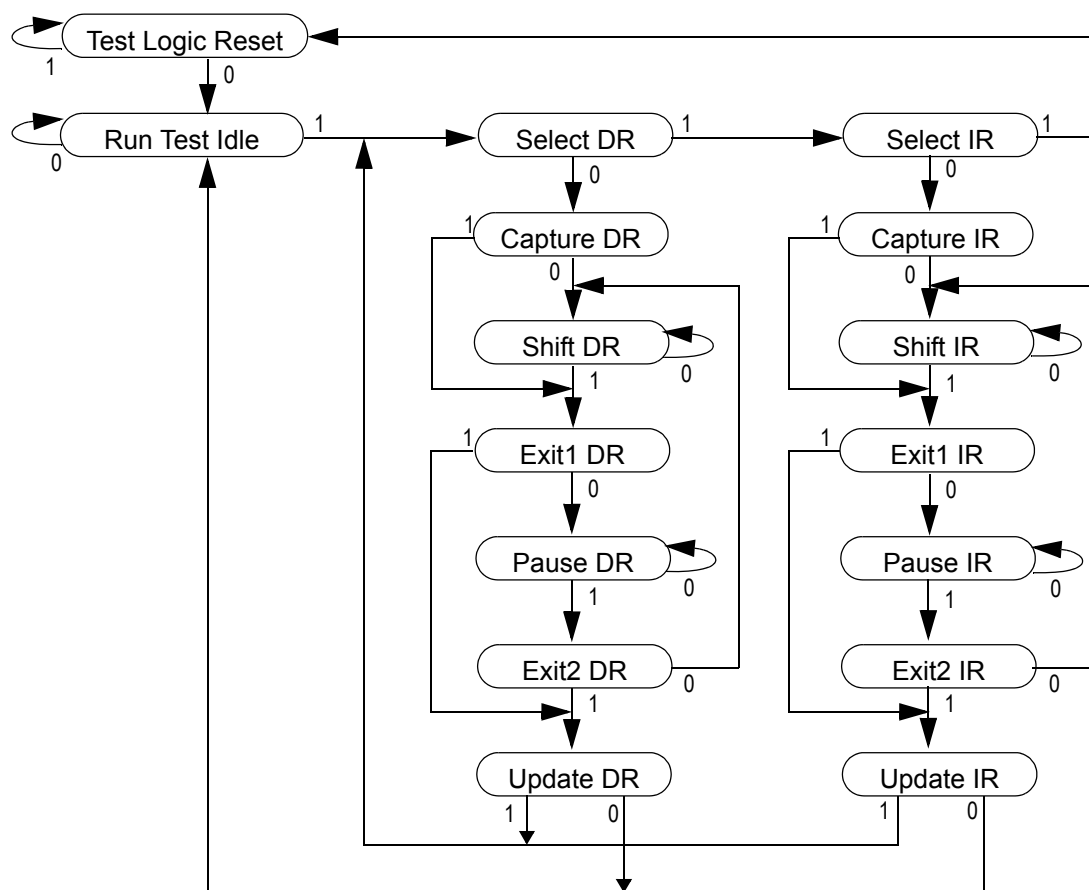 Test Logic Reset
1
0
Run Test Idle
1
Select DR
1
Select IR
1
0
0
0
1
Capture DR
1
Capture IR
0
0
Shift DR
0
Shift IR
0
1
1
1
Exit1 DR
1
Exit1 IR
0
0
Pause DR
0
Pause IR
0
1
1
Exit2 DR
0
Exit2 IR
0
1
1
Update DR
Update IR
1
0
1
0